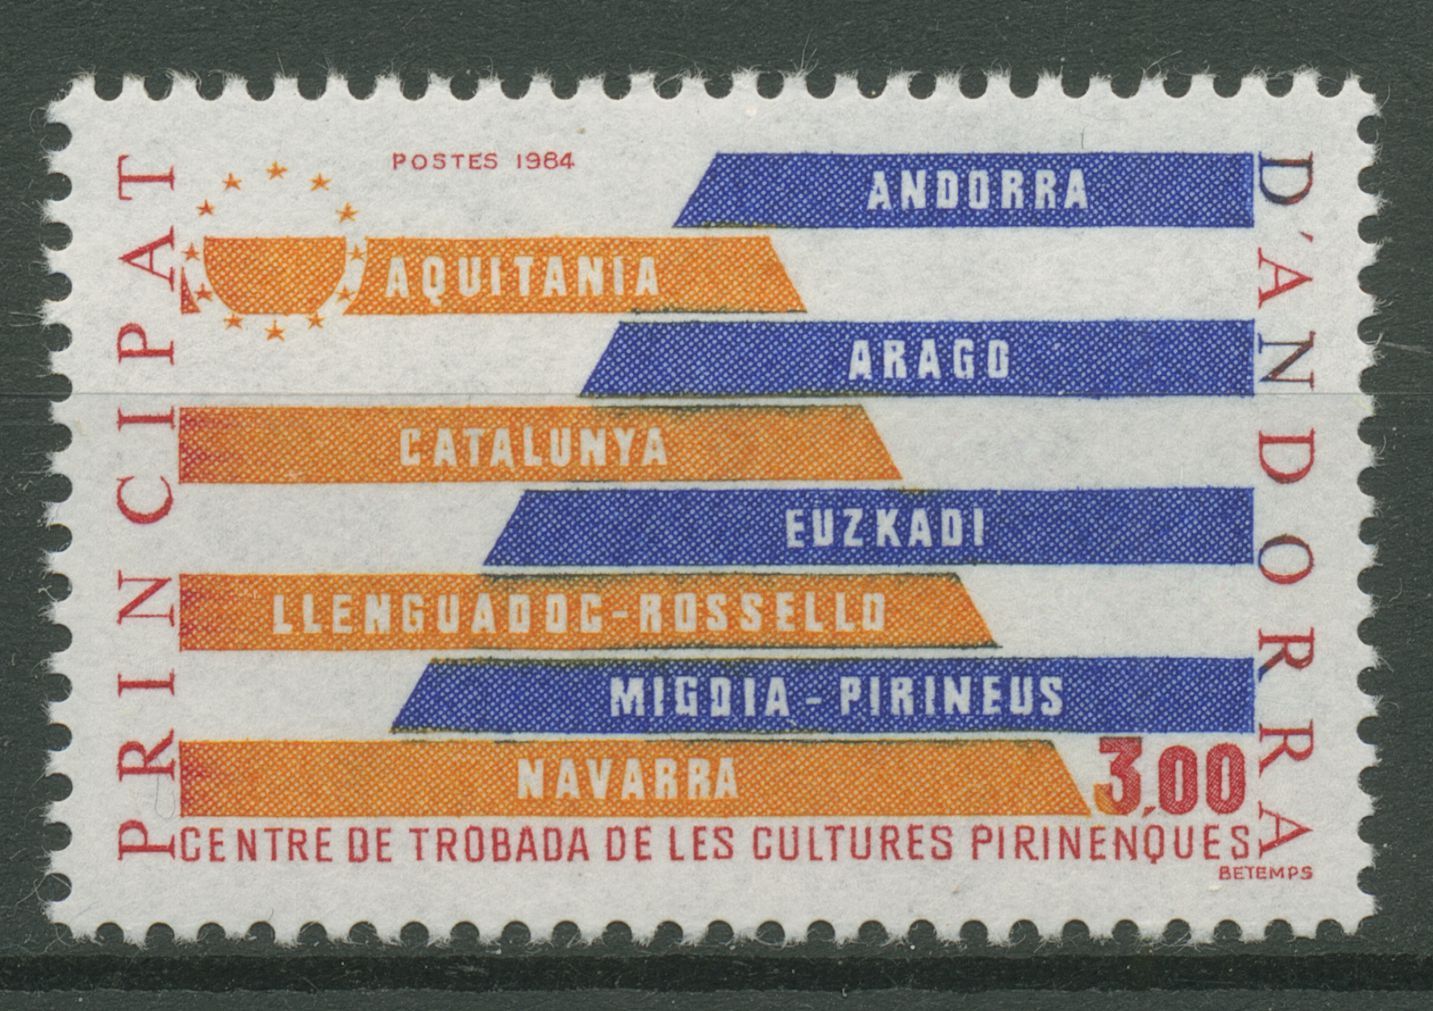 POSTES 1984
PRINCIPAT
D'ANDORRA
ANDORRA
AQUITANIA
ARAGO
CATALUNYA
EUZKADI
LLENGUADOC-ROSSELLO
MIGDIA-PIRINEUS
NAVARRA
3,00
CENTRE DE TROBADA DE LES CULTURES PIRINENQUES
BETEMPS